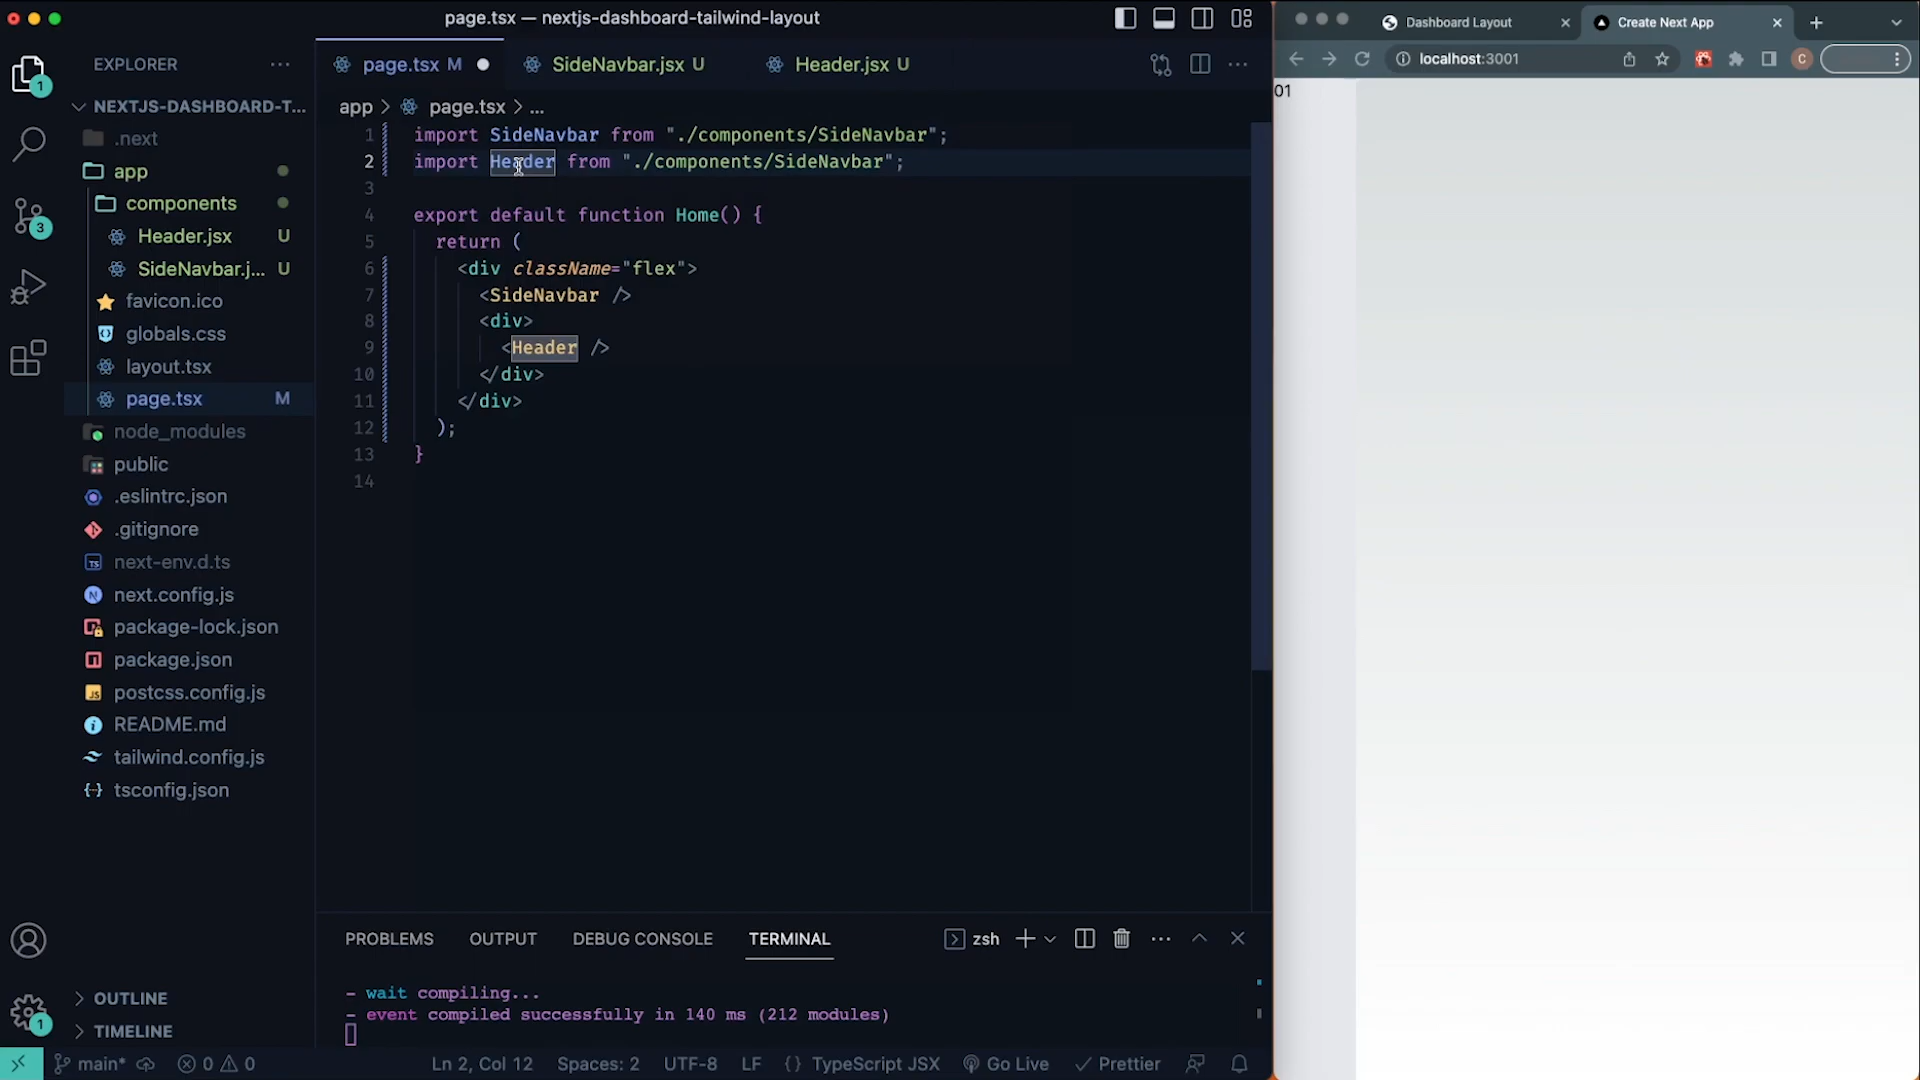 page.tsx — nextjs-dashboard-tailwind-layout
EXPLORER
NEXTJS-DASHBOARD-T...
.next
app
components
Header.jsx U
SideNavbar.j... U
favicon.ico
globals.css
layout.tsx
page.tsx M
node_modules
public
.eslintrc.json
.gitignore
next-env.d.ts
next.config.js
package-lock.json
package.json
postcss.config.js
README.md
tailwind.config.js
tsconfig.json
OUTLINE
TIMELINE
1
3
1
page.tsx M
SideNavbar.jsx U
Header.jsx U
app > page.tsx > ...
1 import SideNavbar from "./components/SideNavbar";
2 import Header from "./components/SideNavbar";
3
4 export default function Home() {
5 return (
6 <div className="flex">
7 <SideNavbar />
8 <div>
9 <Header />
10 </div>
11 </div>
12 );
13 }
14
PROBLEMS OUTPUT DEBUG CONSOLE TERMINAL
zsh
- wait compiling...
- event compiled successfully in 140 ms (212 modules)
main* 0 0 Ln 2, Col 12 Spaces: 2 UTF-8 LF {} TypeScript JSX Go Live Prettier
Dashboard Layout
Create Next App
localhost:3001
C
01